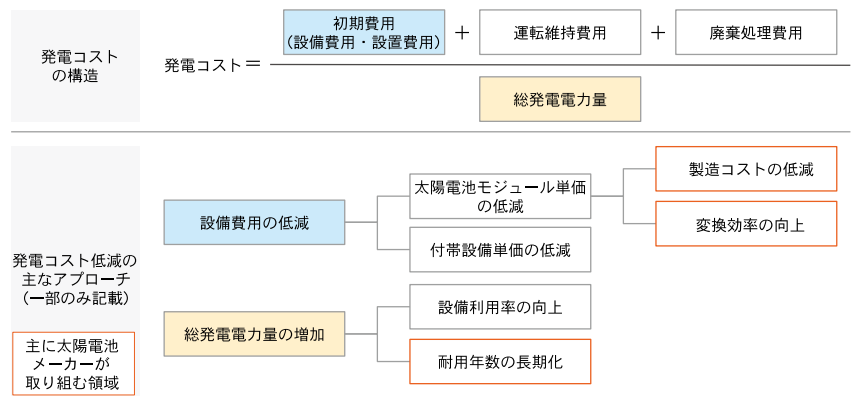 発電コスト
の構造
発電コスト＝
初期費用
（設備費用・設置費用）
＋
運転維持費用
＋
廃棄処理費用
総発電電力量
発電コスト低減の
主なアプローチ
（一部のみ記載）
主に太陽電池
メーカーが
取り組む領域
設備費用の低減
太陽電池モジュール単価
の低減
製造コストの低減
変換効率の向上
付帯設備単価の低減
総発電電力量の増加
設備利用率の向上
耐用年数の長期化